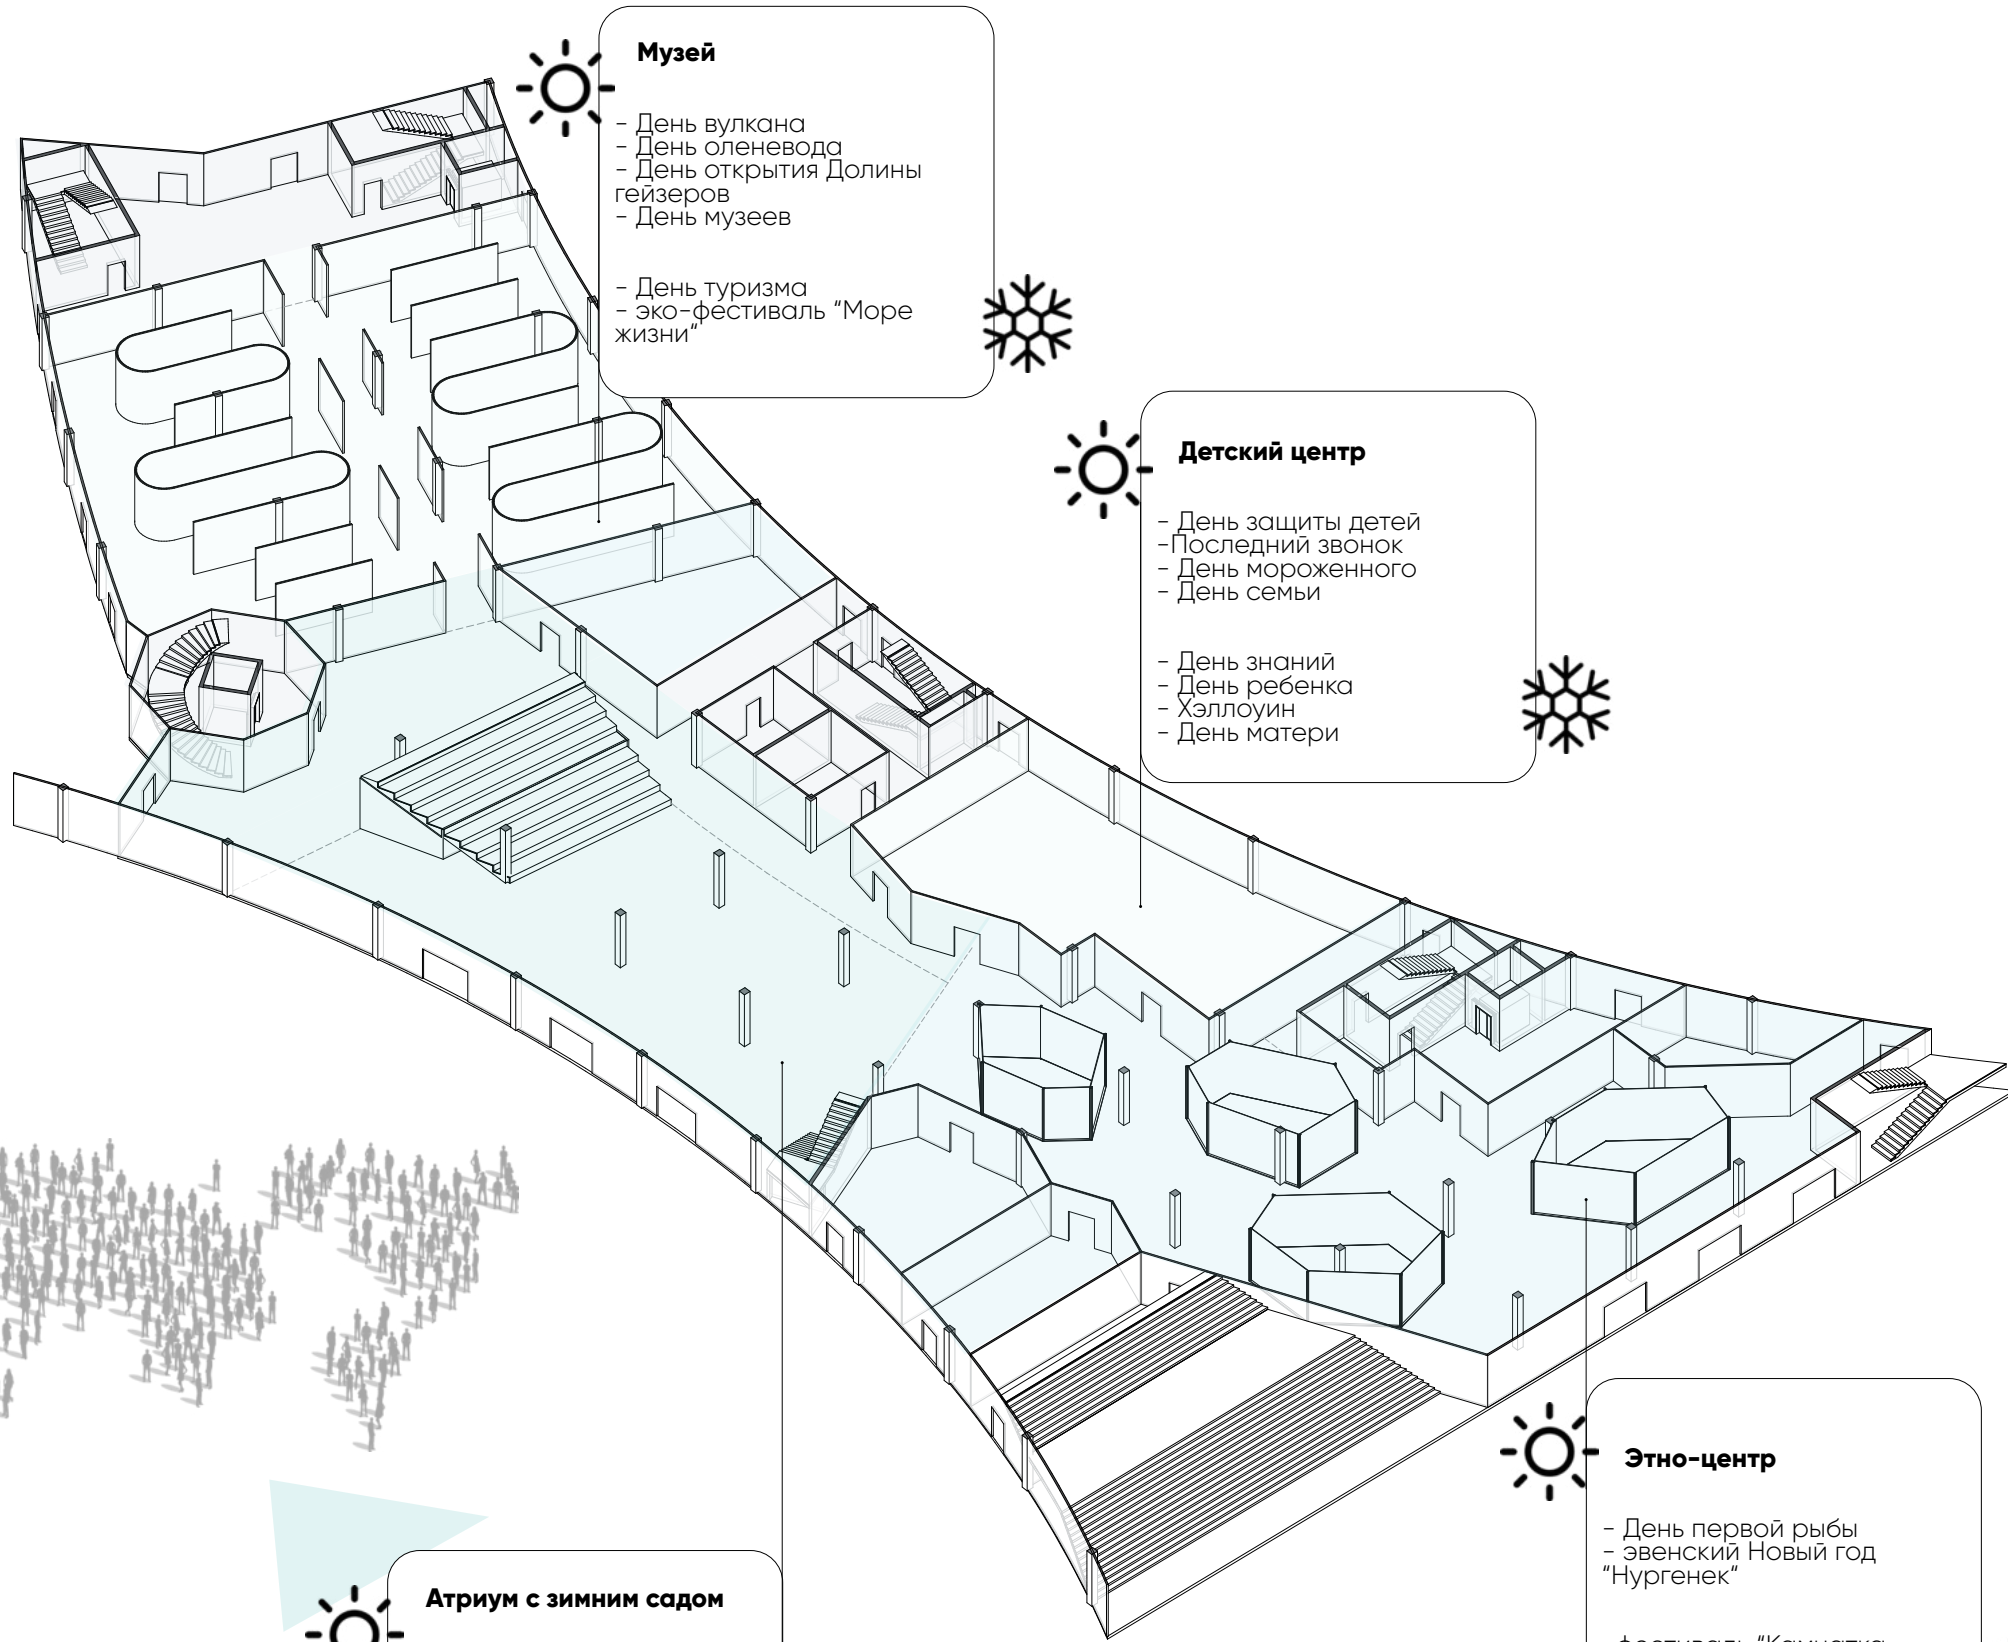 Музей
- День вулкана
- День оленевода
- День открытия Долины
гейзеров
- День музеев
- День туризма
- эко-фестиваль "Море
жизни"
Детский центр
- День защиты детей
-Последний звонок
- День мороженного
- День семьи
- День знаний
- День ребенка
- Хэллоуин
- День матери
Этно-центр
- День первой рыбы
- эвенский Новый год
"Нургенек"
Атриум с зимним садом